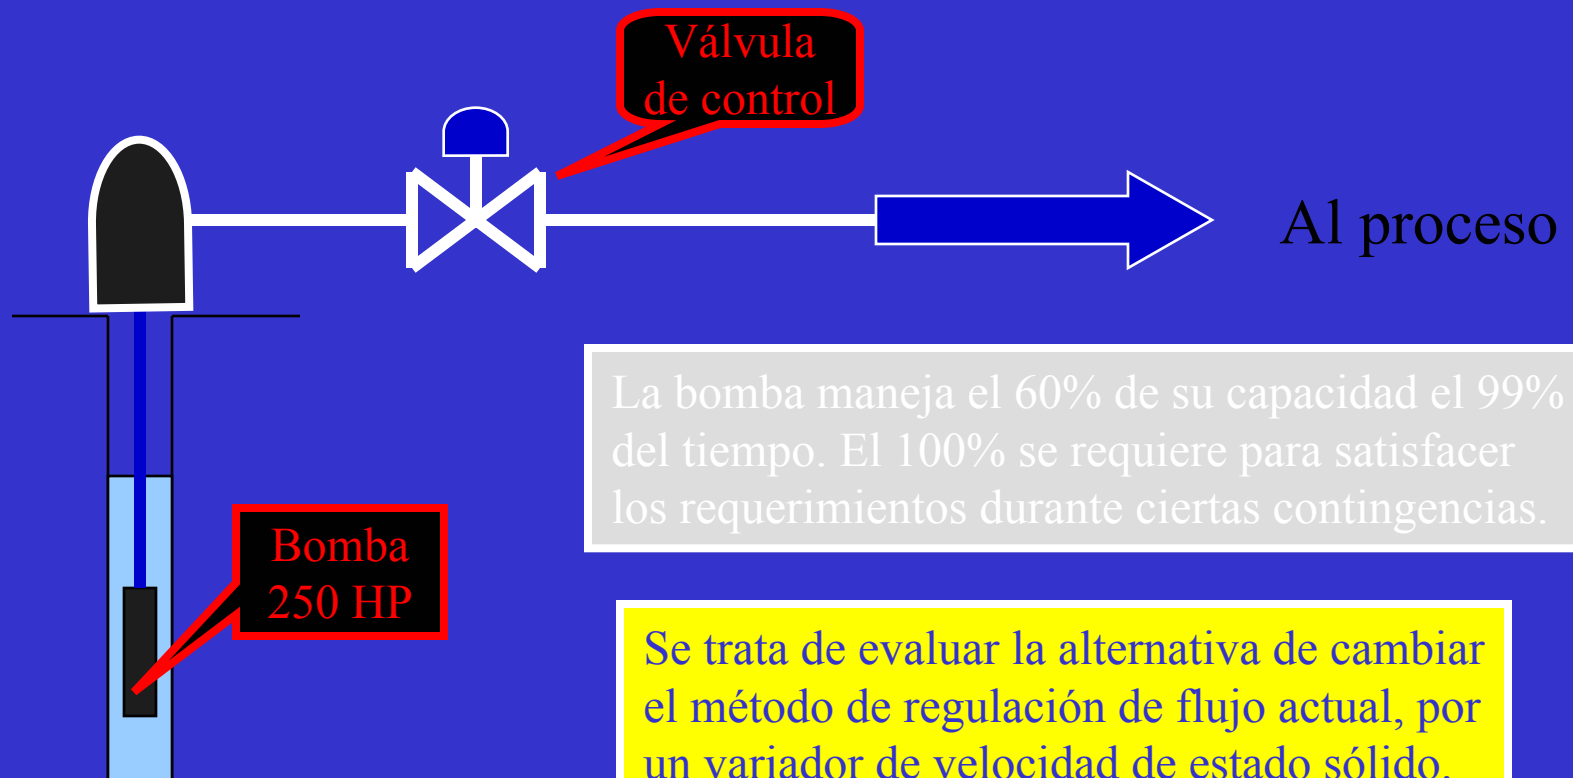 Válvula
de control
Al proceso
La bomba maneja el 60% de su capacidad el 99%
del tiempo. El 100% se requiere para satisfacer
los requerimientos durante ciertas contingencias.
Bomba
250 HP
Se trata de evaluar la alternativa de cambiar
el método de regulación de flujo actual, por
un variador de velocidad de estado sólido.